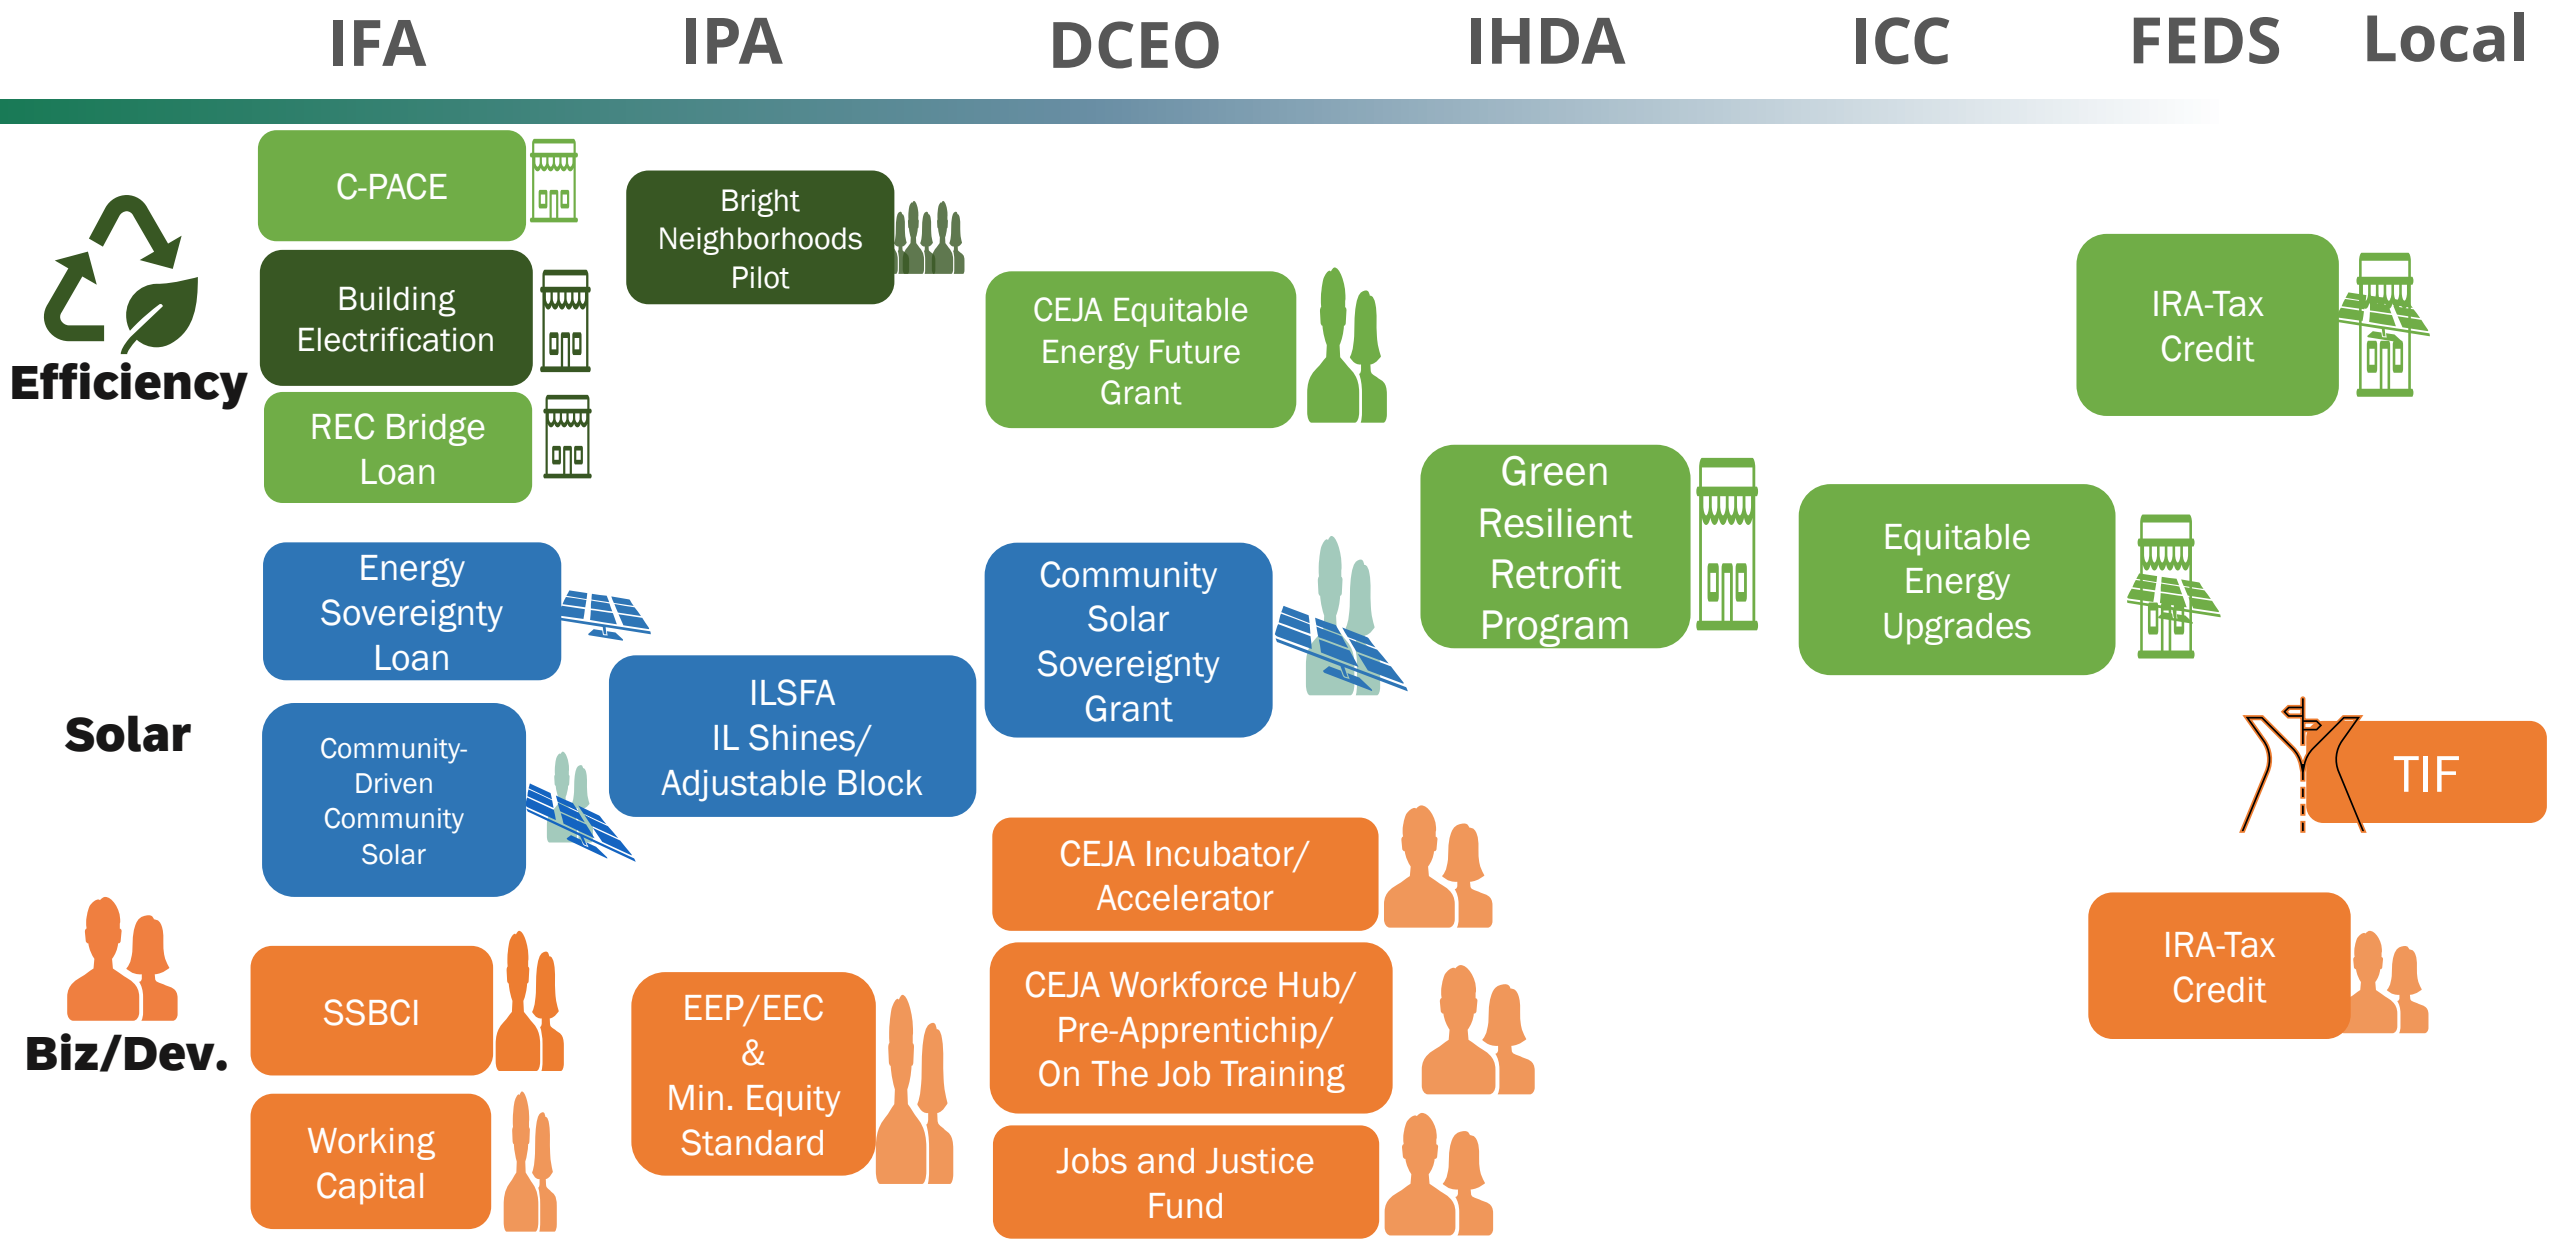 IFA
IPA
DCEO
IHDA
ICC
FEDS
Local
Efficiency
C-PACE
Building
Electrification
REC Bridge
Loan
Bright
Neighborhoods
Pilot
CEJA Equitable
Energy Future
Grant
Green
Resilient
Retrofit
Program
Equitable
Energy
Upgrades
IRA-Tax
Credit
Solar
Energy
Sovereignty
Loan
Community-
Driven
Community
Solar
ILSFA
IL Shines/
Adjustable Block
Community
Solar
Sovereignty
Grant
TIF
Biz/Dev.
SSBCI
Working
Capital
EEP/EEC
&
Min. Equity
Standard
CEJA Incubator/
Accelerator
CEJA Workforce Hub/
Pre-Apprentichip/
On The Job Training
Jobs and Justice
Fund
IRA-Tax
Credit